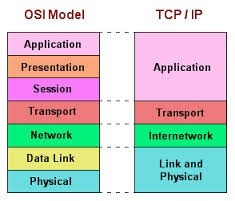 OSI Model
TCP / IP
Application
Presentation
Session
Transport
Network
Data Link
Physical
Application
Transport
Internetwork
Link and
Physical